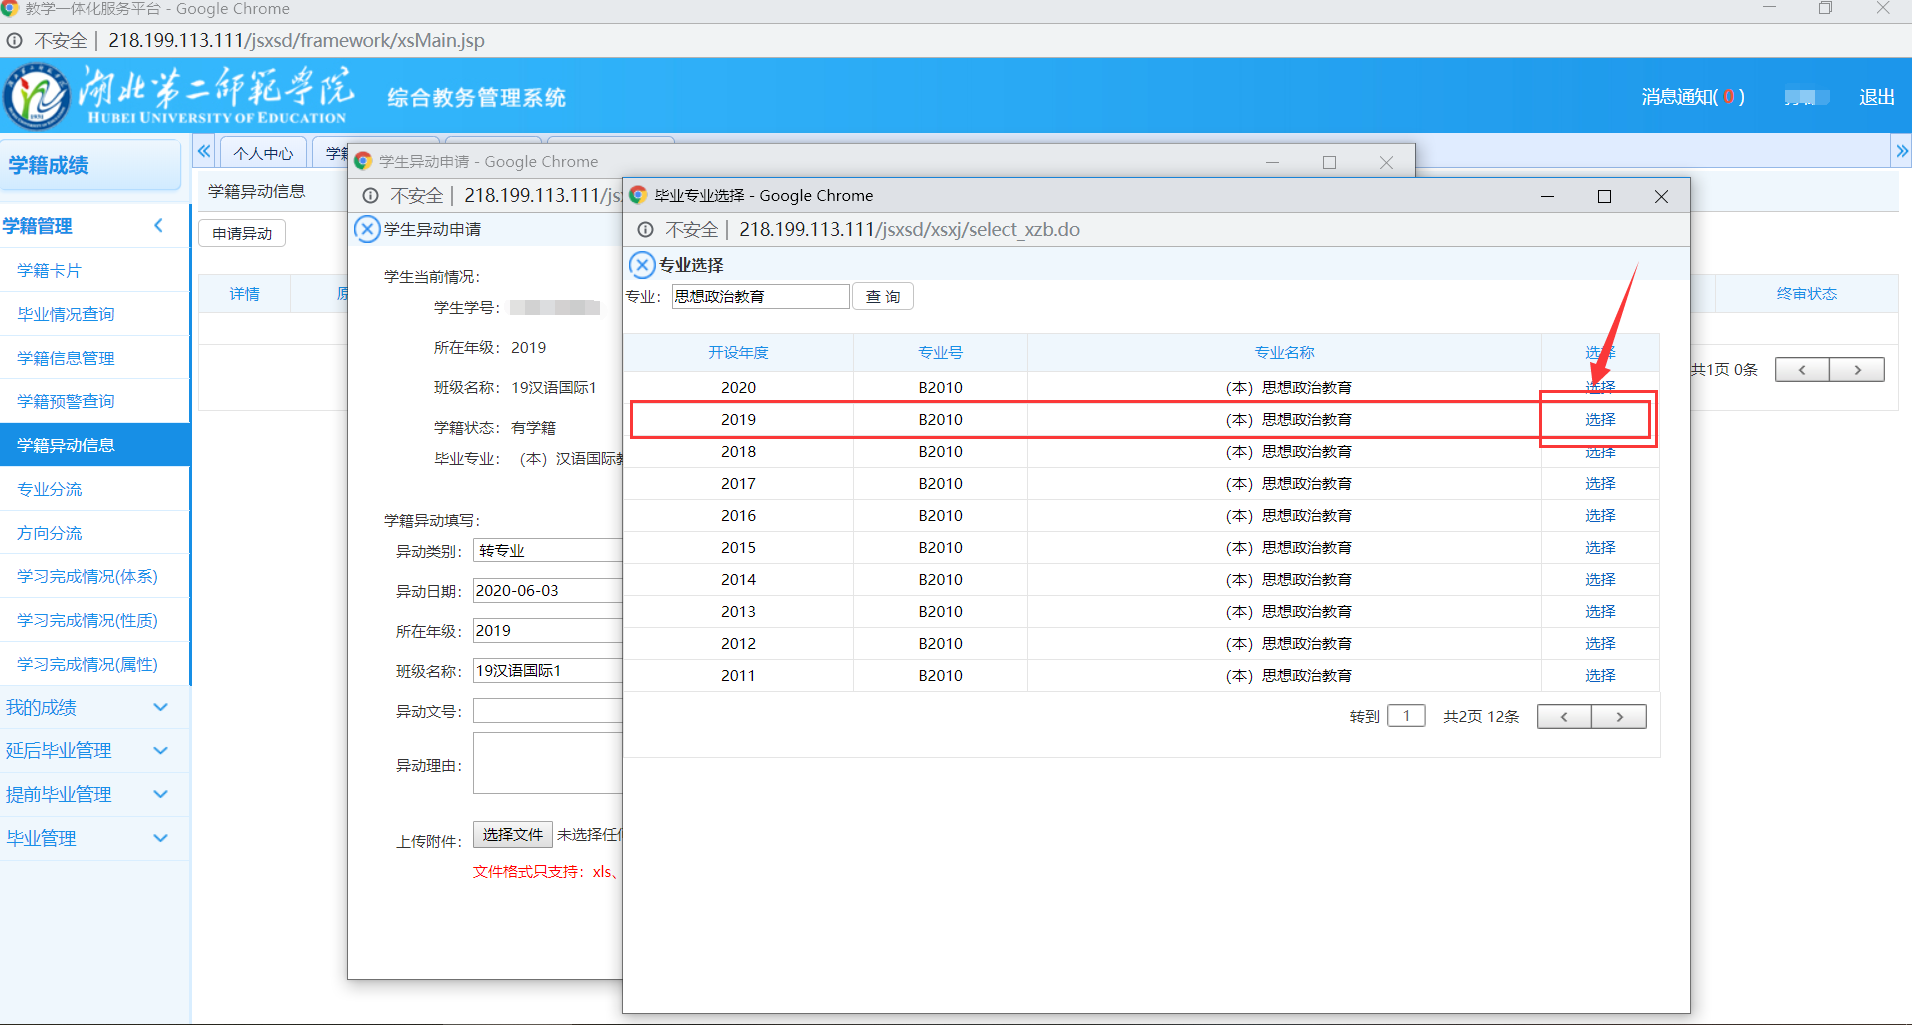 教学一体化服务平台 - Google Chrome
不安全 | 218.199.113.111/jsxsd/framework/xsMain.jsp
湖北第二师范学院
HUBEI UNIVERSITY OF EDUCATION
综合教务管理系统
消息通知( 0 )
退出
学籍成绩
个人中心
学籍
学籍管理
学籍卡片
毕业情况查询
学籍信息管理
学籍预警查询
学籍异动信息
专业分流
方向分流
学习完成情况(体系)
学习完成情况(性质)
学习完成情况(属性)
我的成绩
延后毕业管理
提前毕业管理
毕业管理
学籍异动信息
申请异动
详情
终审状态
共1页 0条
学生异动申请 - Google Chrome
不安全 | 218.199.113.111/js
学生异动申请
学生当前情况:
学生学号:
所在年级: 2019
班级名称: 19汉语国际1
学籍状态: 有学籍
毕业专业: (本) 汉语国际
学籍异动填写:
异动类别: 转专业
异动日期: 2020-06-03
所在年级: 2019
班级名称: 19汉语国际1
异动文号:
异动理由:
上传附件: 选择文件 未选择任
文件格式只支持: xls、
毕业专业选择 - Google Chrome
不安全 | 218.199.113.111/jsxsd/xsxj/select_xzb.do
专业选择
专业: 思想政治教育 查 询
开设年度 专业号 专业名称 选择
2020 B2010 (本) 思想政治教育 选择
2019 B2010 (本) 思想政治教育 选择
2018 B2010 (本) 思想政治教育 选择
2017 B2010 (本) 思想政治教育 选择
2016 B2010 (本) 思想政治教育 选择
2015 B2010 (本) 思想政治教育 选择
2014 B2010 (本) 思想政治教育 选择
2013 B2010 (本) 思想政治教育 选择
2012 B2010 (本) 思想政治教育 选择
2011 B2010 (本) 思想政治教育 选择
转到 1 共2页 12条